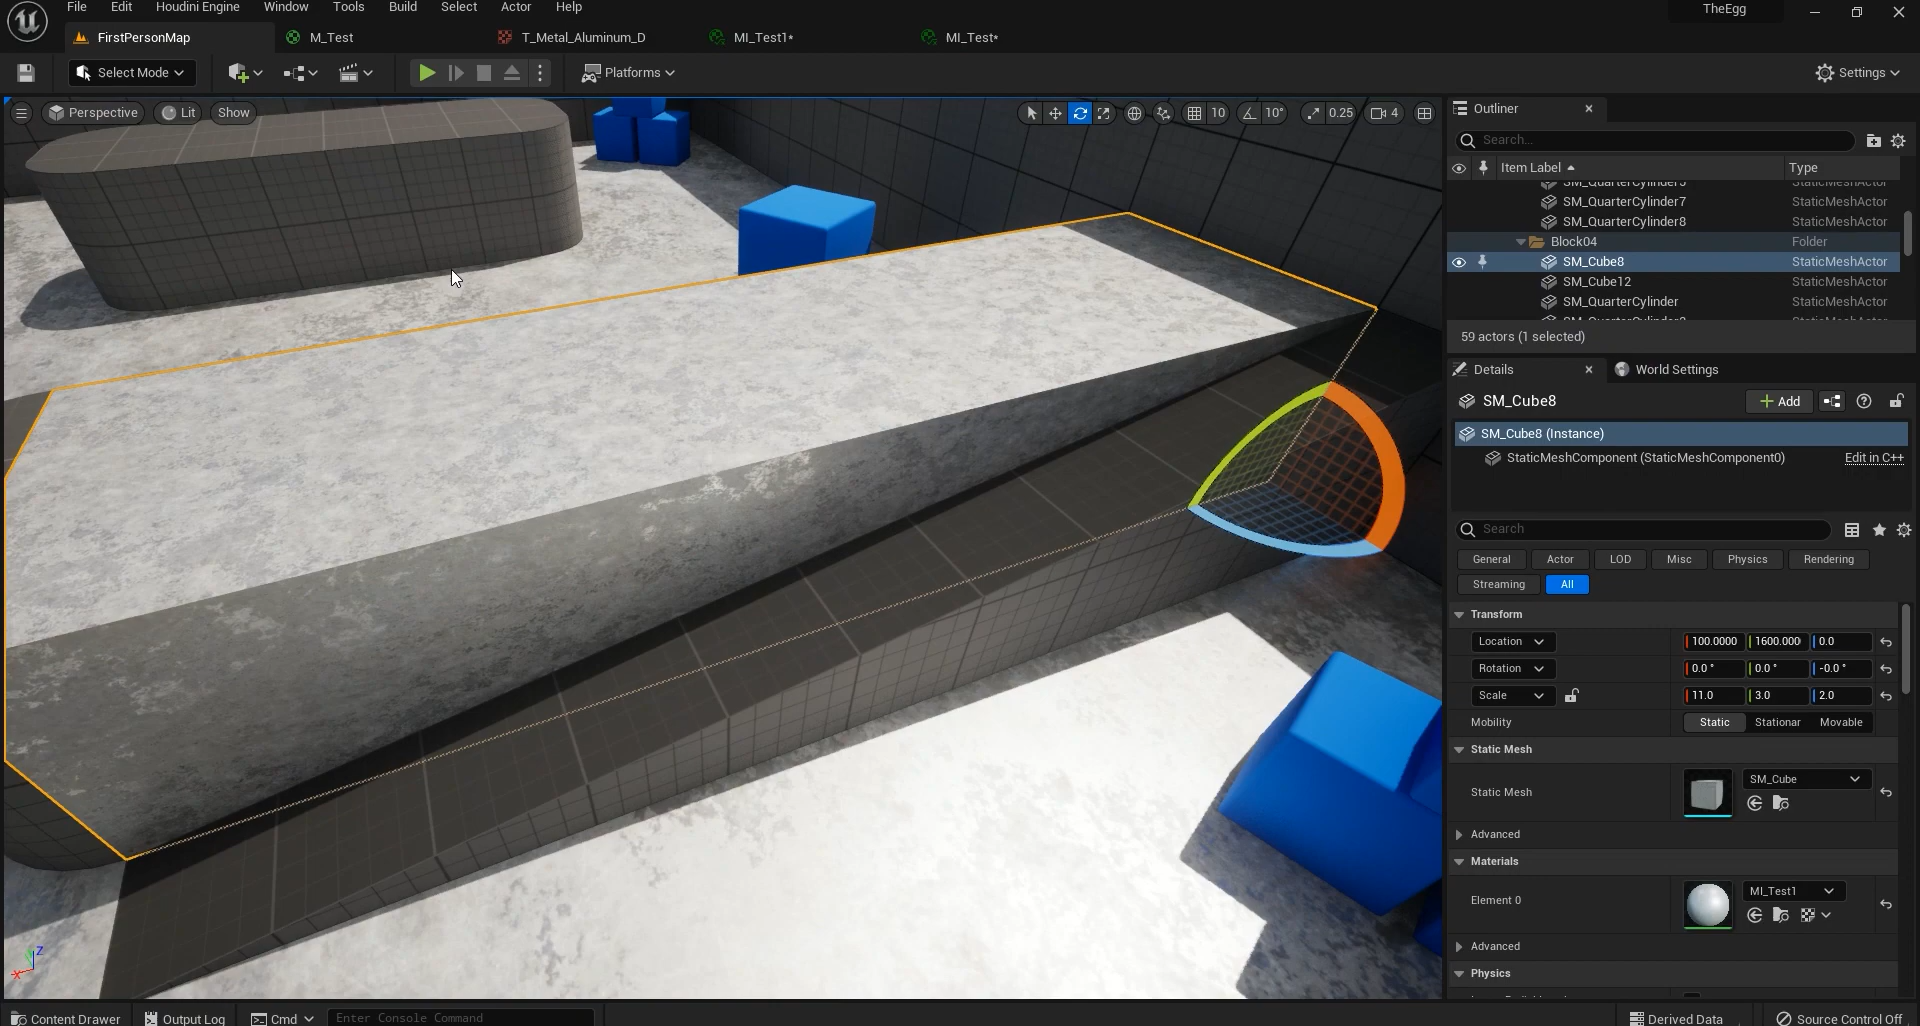 File Edit Houdini Engine Window Tools Build Select Actor Help TheEgg
FirstPersonMap M_Test T_Metal_Aluminum_D MI_Test1* MI_Test*
Select Mode Platforms Settings
Perspective Lit Show 10 10° 0.25 4
Outliner
Search...
Item Label Type
SM_QuarterCylinder5 StaticMeshActor
SM_QuarterCylinder7 StaticMeshActor
SM_QuarterCylinder8 StaticMeshActor
Block04 Folder
SM_Cube8 StaticMeshActor
SM_Cube12 StaticMeshActor
SM_QuarterCylinder StaticMeshActor
59 actors (1 selected)
Details World Settings
SM_Cube8 Add
SM_Cube8 (Instance)
StaticMeshComponent (StaticMeshComponent0) Edit in C++
Search
General Actor LOD Misc Physics Rendering
Streaming All
Transform
Location 100.0000 1600.000 0.0
Rotation 0.0 ° 0.0 ° -0.0 °
Scale 11.0 3.0 2.0
Mobility Static Stationar Movable
Static Mesh
Static Mesh SM_Cube
Advanced
Materials
Element 0 MI_Test1
Advanced
Physics
Z
X
Content Drawer Output Log Cmd Enter Console Command Derived Data Source Control Off